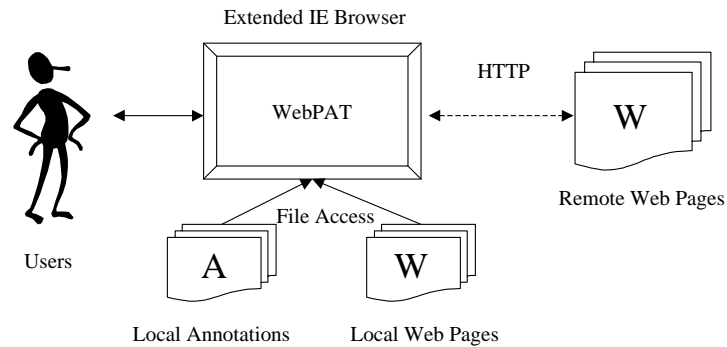 Extended IE Browser
HTTP
WebPAT
W
Remote Web Pages
File Access
Users
A
W
Local Annotations
Local Web Pages